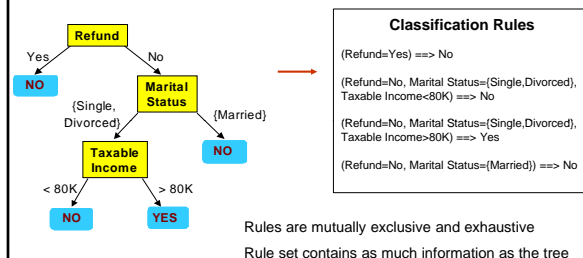 Refund
Yes
No
NO
Marital
Status
{Single,
Divorced}
{Married}
Taxable
Income
NO
< 80K
> 80K
NO
YES
Classification Rules
(Refund=Yes) ==> No
(Refund=No, Marital Status={Single,Divorced},
Taxable Income<80K) ==> No
(Refund=No, Marital Status={Single,Divorced},
Taxable Income>80K) ==> Yes
(Refund=No, Marital Status={Married}) ==> No
Rules are mutually exclusive and exhaustive
Rule set contains as much information as the tree